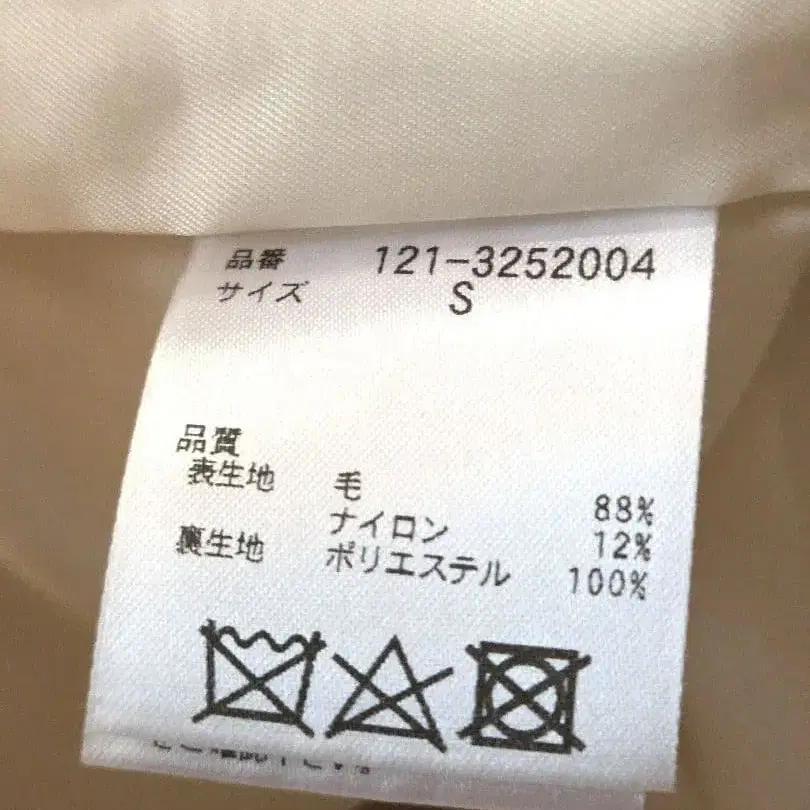 品番 121-3252004
サイズ S
品質
表生地 毛 88%
ナイロン 12%
裏生地 ポリエステル 100%